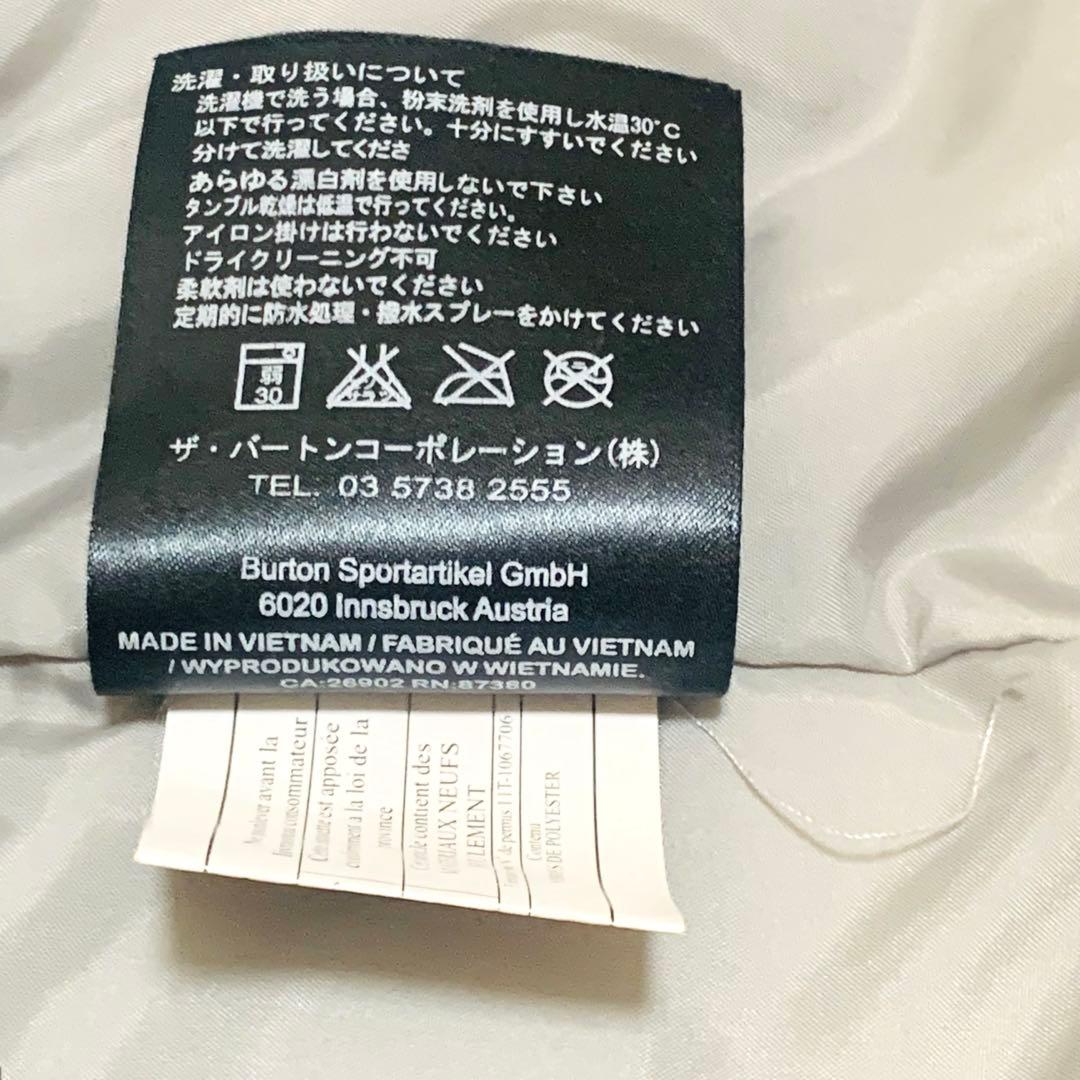 洗濯・取り扱いについて
洗濯機で洗う場合、粉末洗剤を使用し水温30°C
以下で行ってください。十分にすすいでください
分けて洗濯してくださ
あらゆる漂白剤を使用しないで下さい
タンブル乾燥は低温で行ってください。
アイロン掛けは行わないでください
ドライクリーニング不可
柔軟剤は使わないでください
定期的に防水処理・撥水スプレーをかけてください
弱
30
ザ・バートンコーポレーション(株)
TEL. 03 5738 2555
Burton Sportartikel GmbH
6020 Innsbruck Austria
MADE IN VIETNAM / FABRIQUÉ AU VIETNAM
/ WYPRODUKOWANO W WIETNAMIE.
CA:26902 RN:87380
avant la
consommateur
est apposée
a la loi de la
contient des
NEUFS
de permis 11T-1067706
Contenu
DE POLYESTER